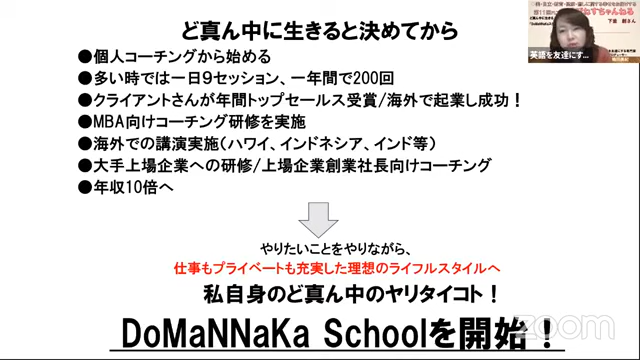 ど真ん中に生きると決めてから
●個人コーチングから始める
●多い時では一日９セッション、一年間で200回
●クライアントさんが年間トップセールス受賞/海外で起業し成功！
●MBA向けコーチング研修を実施
●海外での講演実施（ハワイ、インドネシア、インド等）
●大手上場企業への研修/上場企業創業社長向けコーチング
●年収10倍へ
やりたいことをやりながら、
仕事もプライベートも充実した理想のライフルスタイルへ
私自身のど真ん中のヤリタイコト！
DoMaNNaKa Schoolを開始！
zoom
英語を友達にす...